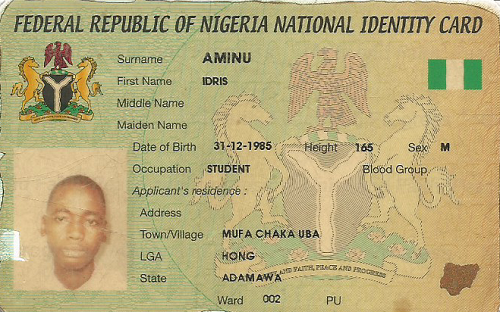 FEDERAL REPUBLIC OF NIGERIA NATIONAL IDENTITY CARD
Surname AMINU
First Name IDRIS
Middle Name
Maiden Name
Date of Birth 31-12-1985 Height 165 Sex M
Occupation STUDENT Blood Group
Applicant's residence :
Address
Town/Village MUFA CHAKA UBA
LGA HONG
State ADAMAWA
AND FAITH, PEACE AND PROGRESS
Ward 002 PU